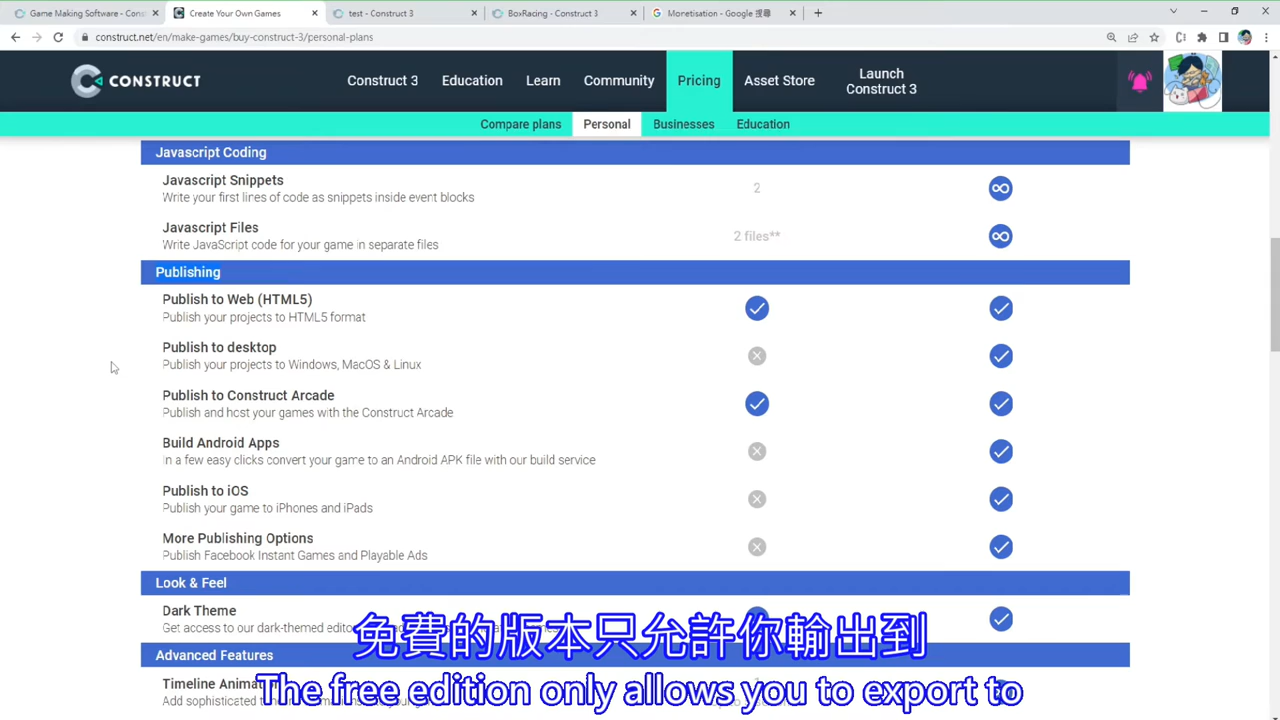 Game Making Software - Cons
Create Your Own Games
test - Construct 3
BoxRacing - Construct 3
Monetisation - Google 搜尋
construct.net/en/make-games/buy-construct-3/personal-plans
CONSTRUCT
Construct 3
Education
Learn
Community
Pricing
Asset Store
Launch
Construct 3
Compare plans
Personal
Businesses
Education
Javascript Coding
Javascript Snippets
Write your first lines of code as snippets inside event blocks
2
Javascript Files
Write JavaScript code for your game in separate files
2 files**
Publishing
Publish to Web (HTML5)
Publish your projects to HTML5 format
Publish to desktop
Publish your projects to Windows, MacOS & Linux
Publish to Construct Arcade
Publish and host your games with the Construct Arcade
Build Android Apps
In a few easy clicks convert your game to an Android APK file with our build service
Publish to iOS
Publish your game to iPhones and iPads
More Publishing Options
Publish Facebook Instant Games and Playable Ads
Look & Feel
Dark Theme
Get access to our dark-themed
免費的版本只允許你輸出到
Advanced Features
Timeline
The free edition only allows you to export to
Add sophisticated